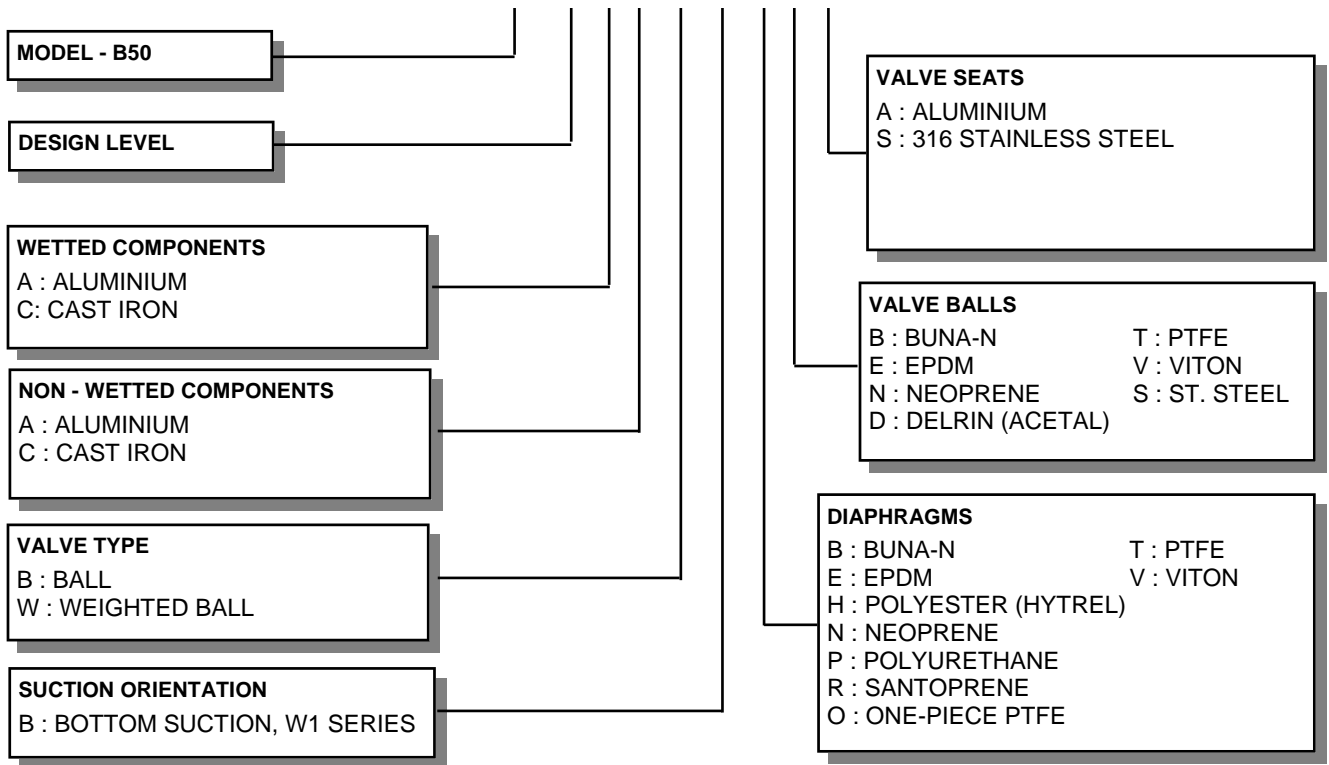 MODEL - B50
DESIGN LEVEL
WETTED COMPONENTS
A : ALUMINIUM
C: CAST IRON
NON - WETTED COMPONENTS
A : ALUMINIUM
C : CAST IRON
VALVE TYPE
B : BALL
W : WEIGHTED BALL
SUCTION ORIENTATION
B : BOTTOM SUCTION, W1 SERIES
VALVE SEATS
A : ALUMINIUM
S : 316 STAINLESS STEEL
VALVE BALLS
B : BUNA-N T : PTFE
E : EPDM V : VITON
N : NEOPRENE S : ST. STEEL
D : DELRIN (ACETAL)
DIAPHRAGMS
B : BUNA-N T : PTFE
E : EPDM V : VITON
H : POLYESTER (HYTREL)
N : NEOPRENE
P : POLYURETHANE
R : SANTOPRENE
O : ONE-PIECE PTFE